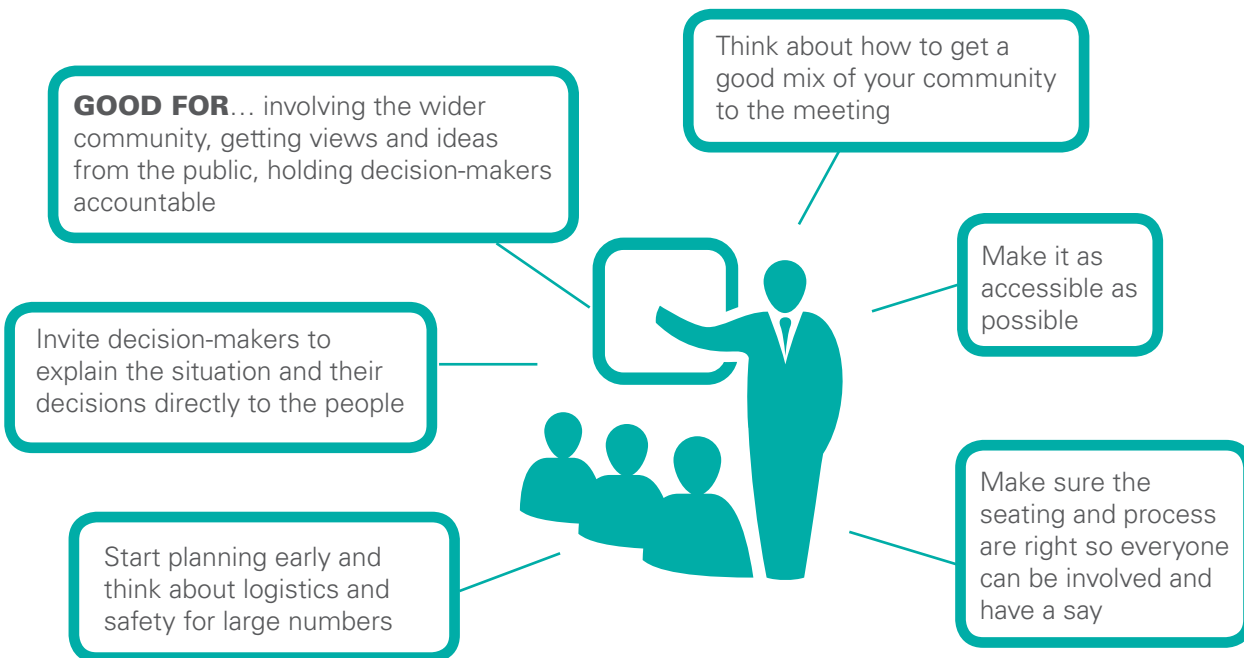 Think about how to get a
good mix of your community
to the meeting
GOOD FOR… involving the wider
community, getting views and ideas
from the public, holding decision-makers
accountable
Make it as
accessible as
possible
Invite decision-makers to
explain the situation and their
decisions directly to the people
Make sure the
seating and process
are right so everyone
can be involved and
have a say
Start planning early and
think about logistics and
safety for large numbers